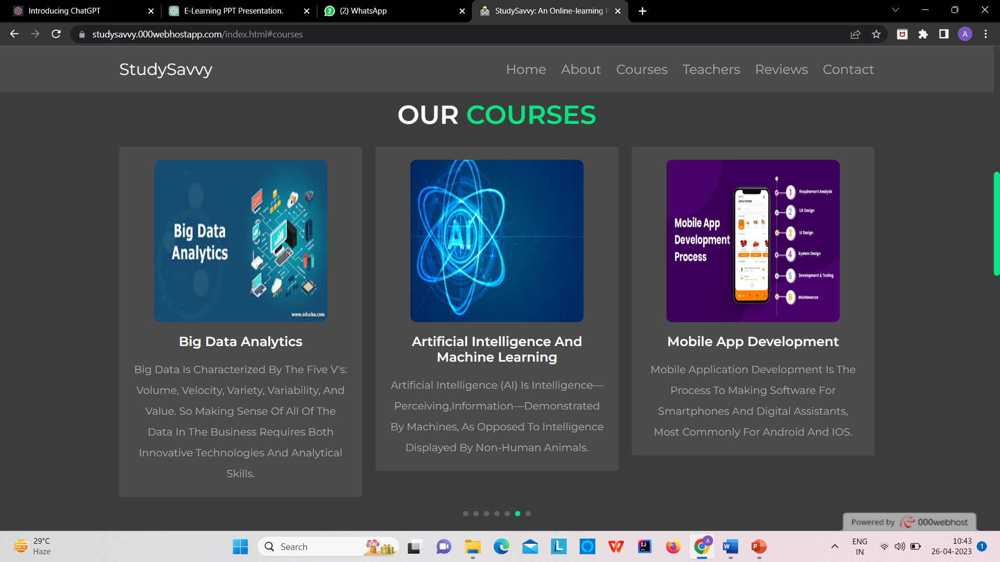 Introducing ChatGPT
E-Learning PPT Presentation.
2
(2) WhatsApp
StudySavvy: An Online-learning P
studysavvy.000webhostapp.com/index.html#courses
A
StudySavvy
Home About Courses Teachers Reviews Contact
OUR COURSES
Big Data
Analytics
www.educba.com
Big Data Analytics
Big Data Is Characterized By The Five V's:
Volume, Velocity, Variety, Variability, And
Value. So Making Sense Of All Of The
Data In The Business Requires Both
Innovative Technologies And Analytical
Skills.
AI
Artificial Intelligence And
Machine Learning
Artificial Intelligence (AI) Is Intelligence—
Perceiving,Information—Demonstrated
By Machines, As Opposed To Intelligence
Displayed By Non-Human Animals.
Mobile App
Development
Process
Jane Hunter
1 Requirement Analysis
2 UX Design
3 UI Design
4 System Design
5 Development & Testing
6 Maintenance
Mobile App Development
Mobile Application Development Is The
Process To Making Software For
Smartphones And Digital Assistants,
Most Commonly For Android And IOS.
Powered by 000webhost
29°C
Haze
Search
L
W
IJ
A
W
P
ENG
IN
10:43
26-04-2023
1